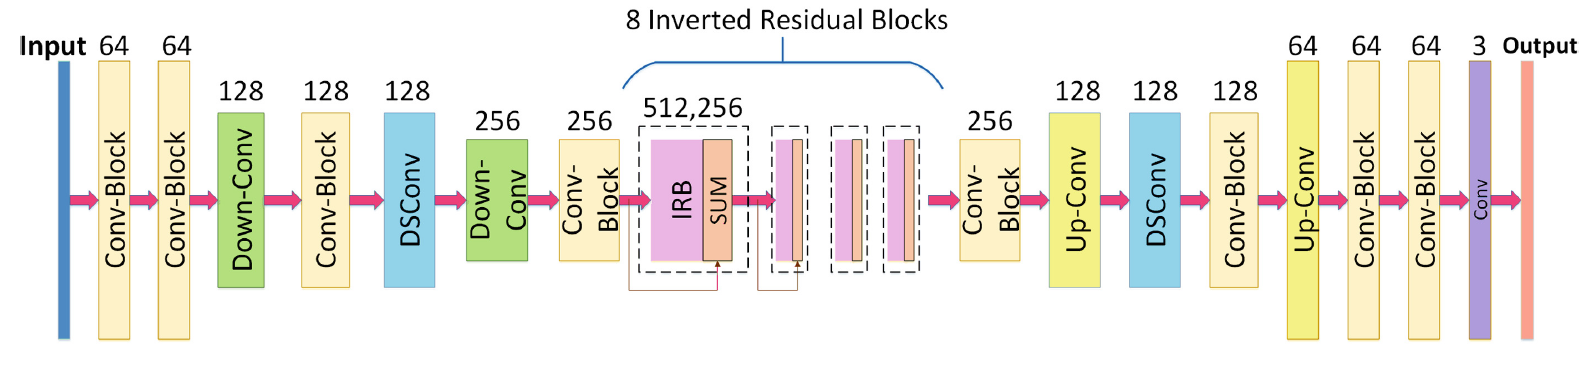 8 Inverted Residual Blocks
Input
64
64
128
128
128
256
256
512,256
256
128
128
128
64
64
64
3
Output
Conv-Block
Conv-Block
Down-Conv
Conv-Block
DSConv
Down-
Conv
Conv-
Block
IRB
SUM
Conv-
Block
Up-Conv
DSConv
Conv-Block
Up-Conv
Conv-Block
Conv-Block
Conv